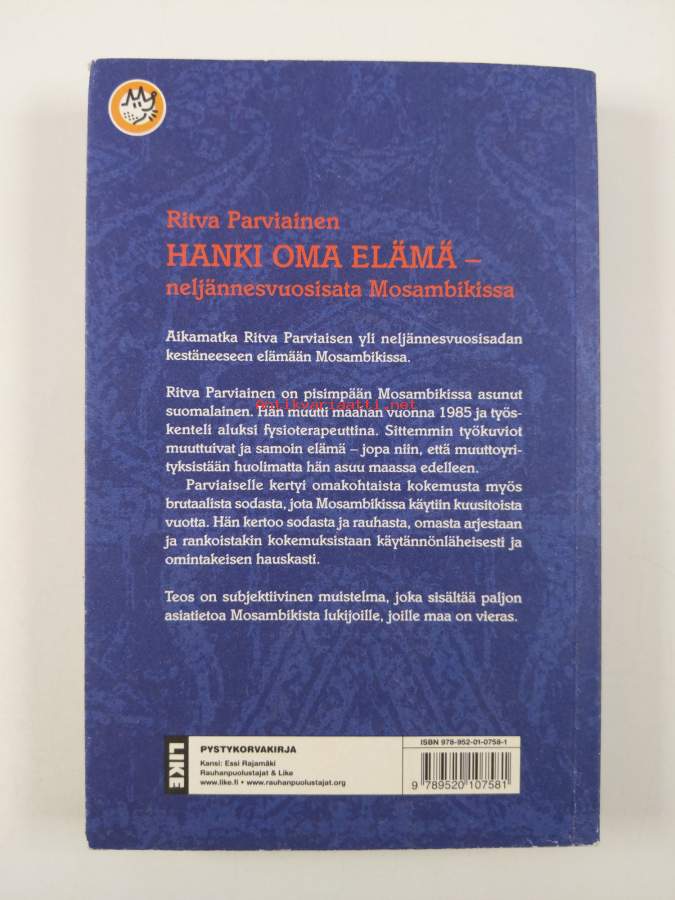 Ritva Parviainen
HANKI OMA ELÄMÄ –
neljännesvuosisata Mosambikissa
Aikamatka Ritva Parviaisen yli neljännesvuosisadan
kestäneeseen elämään Mosambikissa.
Ritva Parviainen on pisimpään Mosambikissa asunut
Antikvariaatti.net
suomalainen. Hän muutti maahan vuonna 1985 ja työs-
kenteli aluksi fysioterapeuttina. Sittemmin työkuviot
muuttuivat ja samoin elämä – jopa niin, että muuttoyri-
tyksistään huolimatta hän asuu maassa edelleen.
Parviaiselle kertyi omakohtaista kokemusta myös
brutaalista sodasta, jota Mosambikissa käytiin kuusitoista
vuotta. Hän kertoo sodasta ja rauhasta, omasta arjestaan
ja rankoistakin kokemuksistaan käytännönläheisesti ja
omintakeisen hauskasti.
Teos on subjektiivinen muistelma, joka sisältää paljon
asiatietoa Mosambikista lukijoille, joille maa on vieras.
LIKE
PYSTYKORVAKIRJA
Kansi: Essi Rajamäki
Rauhanpuolustajat & Like
www.like.fi • www.rauhanpuolustajat.org
ISBN 978-952-01-0758-1
9 789520 107581